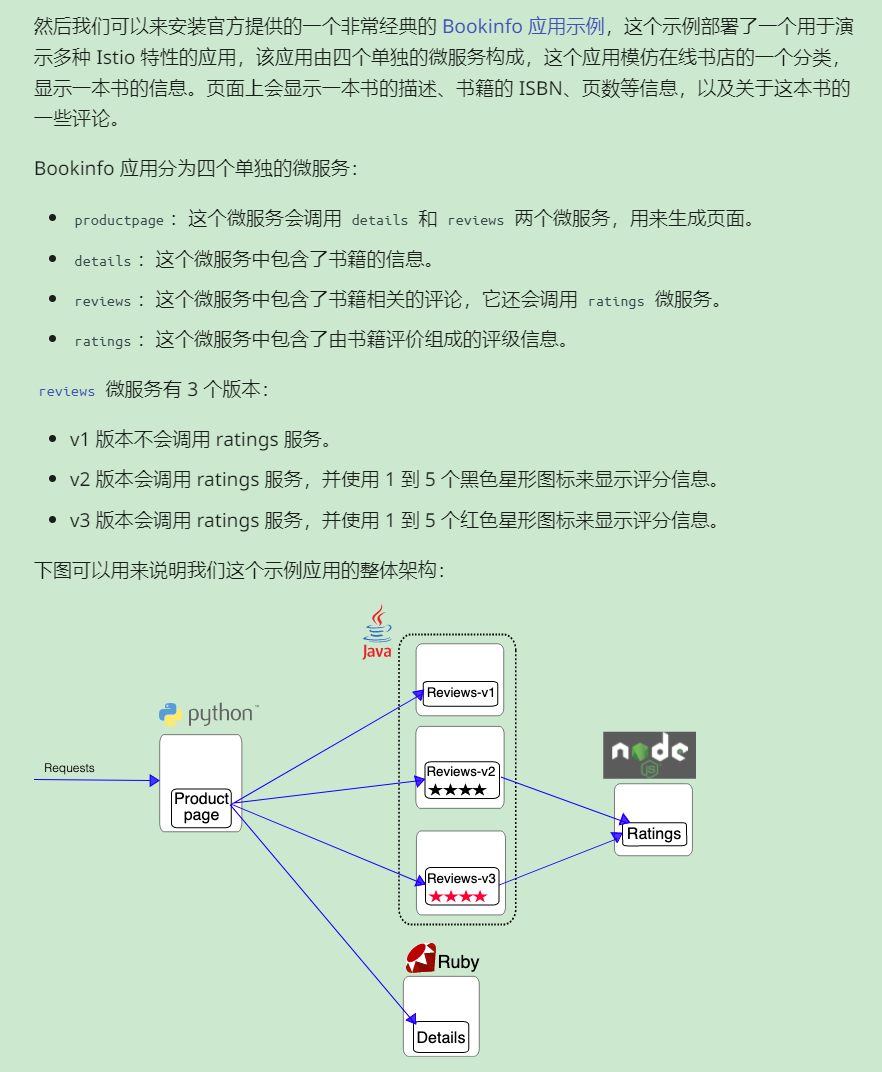 然后我们可以来安装官方提供的一个非常经典的 Bookinfo 应用示例，这个示例部署了一个用于演
示多种 Istio 特性的应用，该应用由四个单独的微服务构成，这个应用模仿在线书店的一个分类，
显示一本书的信息。页面上会显示一本书的描述、书籍的 ISBN、页数等信息，以及关于这本书的
一些评论。
Bookinfo 应用分为四个单独的微服务：
• productpage ：这个微服务会调用 details 和 reviews 两个微服务，用来生成页面。
• details ：这个微服务中包含了书籍的信息。
• reviews ：这个微服务中包含了书籍相关的评论，它还会调用 ratings 微服务。
• ratings ：这个微服务中包含了由书籍评价组成的评级信息。
reviews 微服务有 3 个版本：
• v1 版本不会调用 ratings 服务。
• v2 版本会调用 ratings 服务，并使用 1 到 5 个黑色星形图标来显示评分信息。
• v3 版本会调用 ratings 服务，并使用 1 到 5 个红色星形图标来显示评分信息。
下图可以用来说明我们这个示例应用的整体架构：
Java
Reviews-v1
python™
Requests
Product
page
Reviews-v2
★★★★
node
JS
Ratings
Reviews-v3
★★★★
Ruby
Details